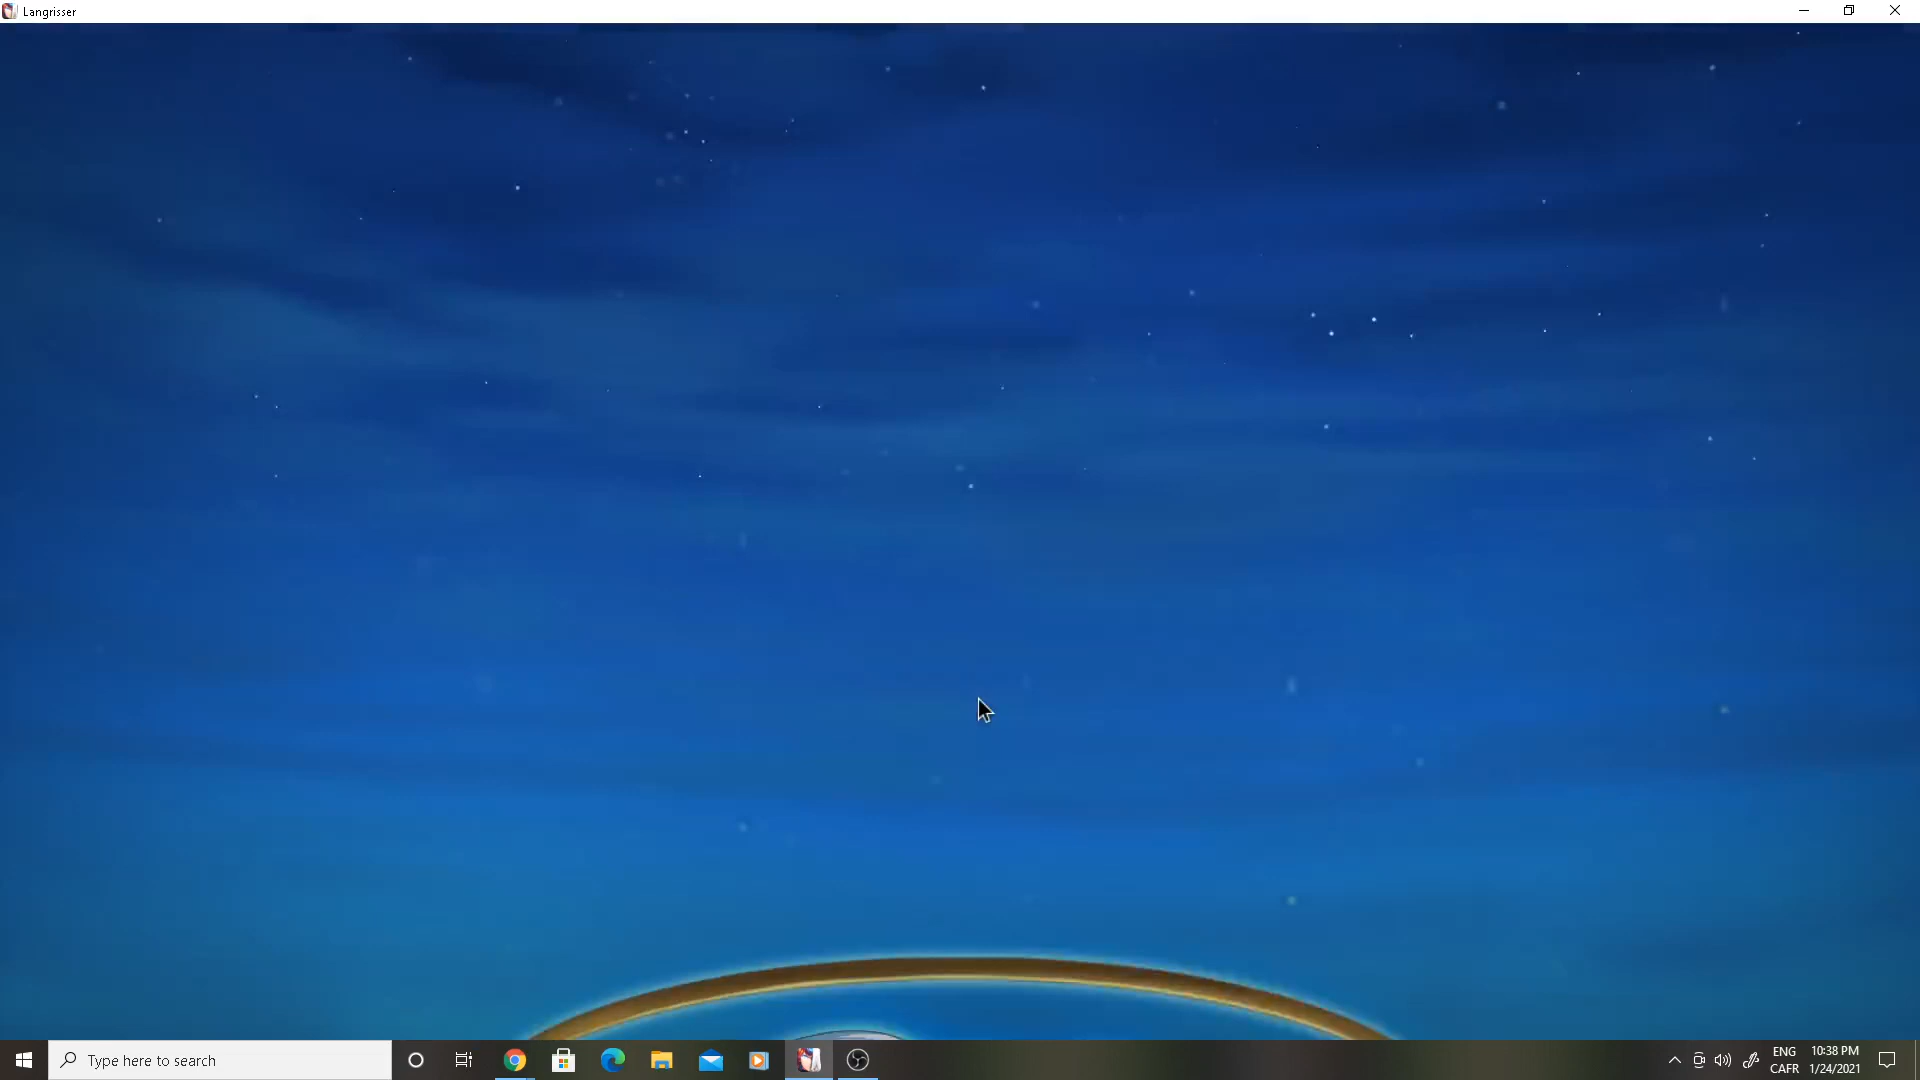 Langrisser
Type here to search
ENG
CAFR
10:38 PM
1/24/2021